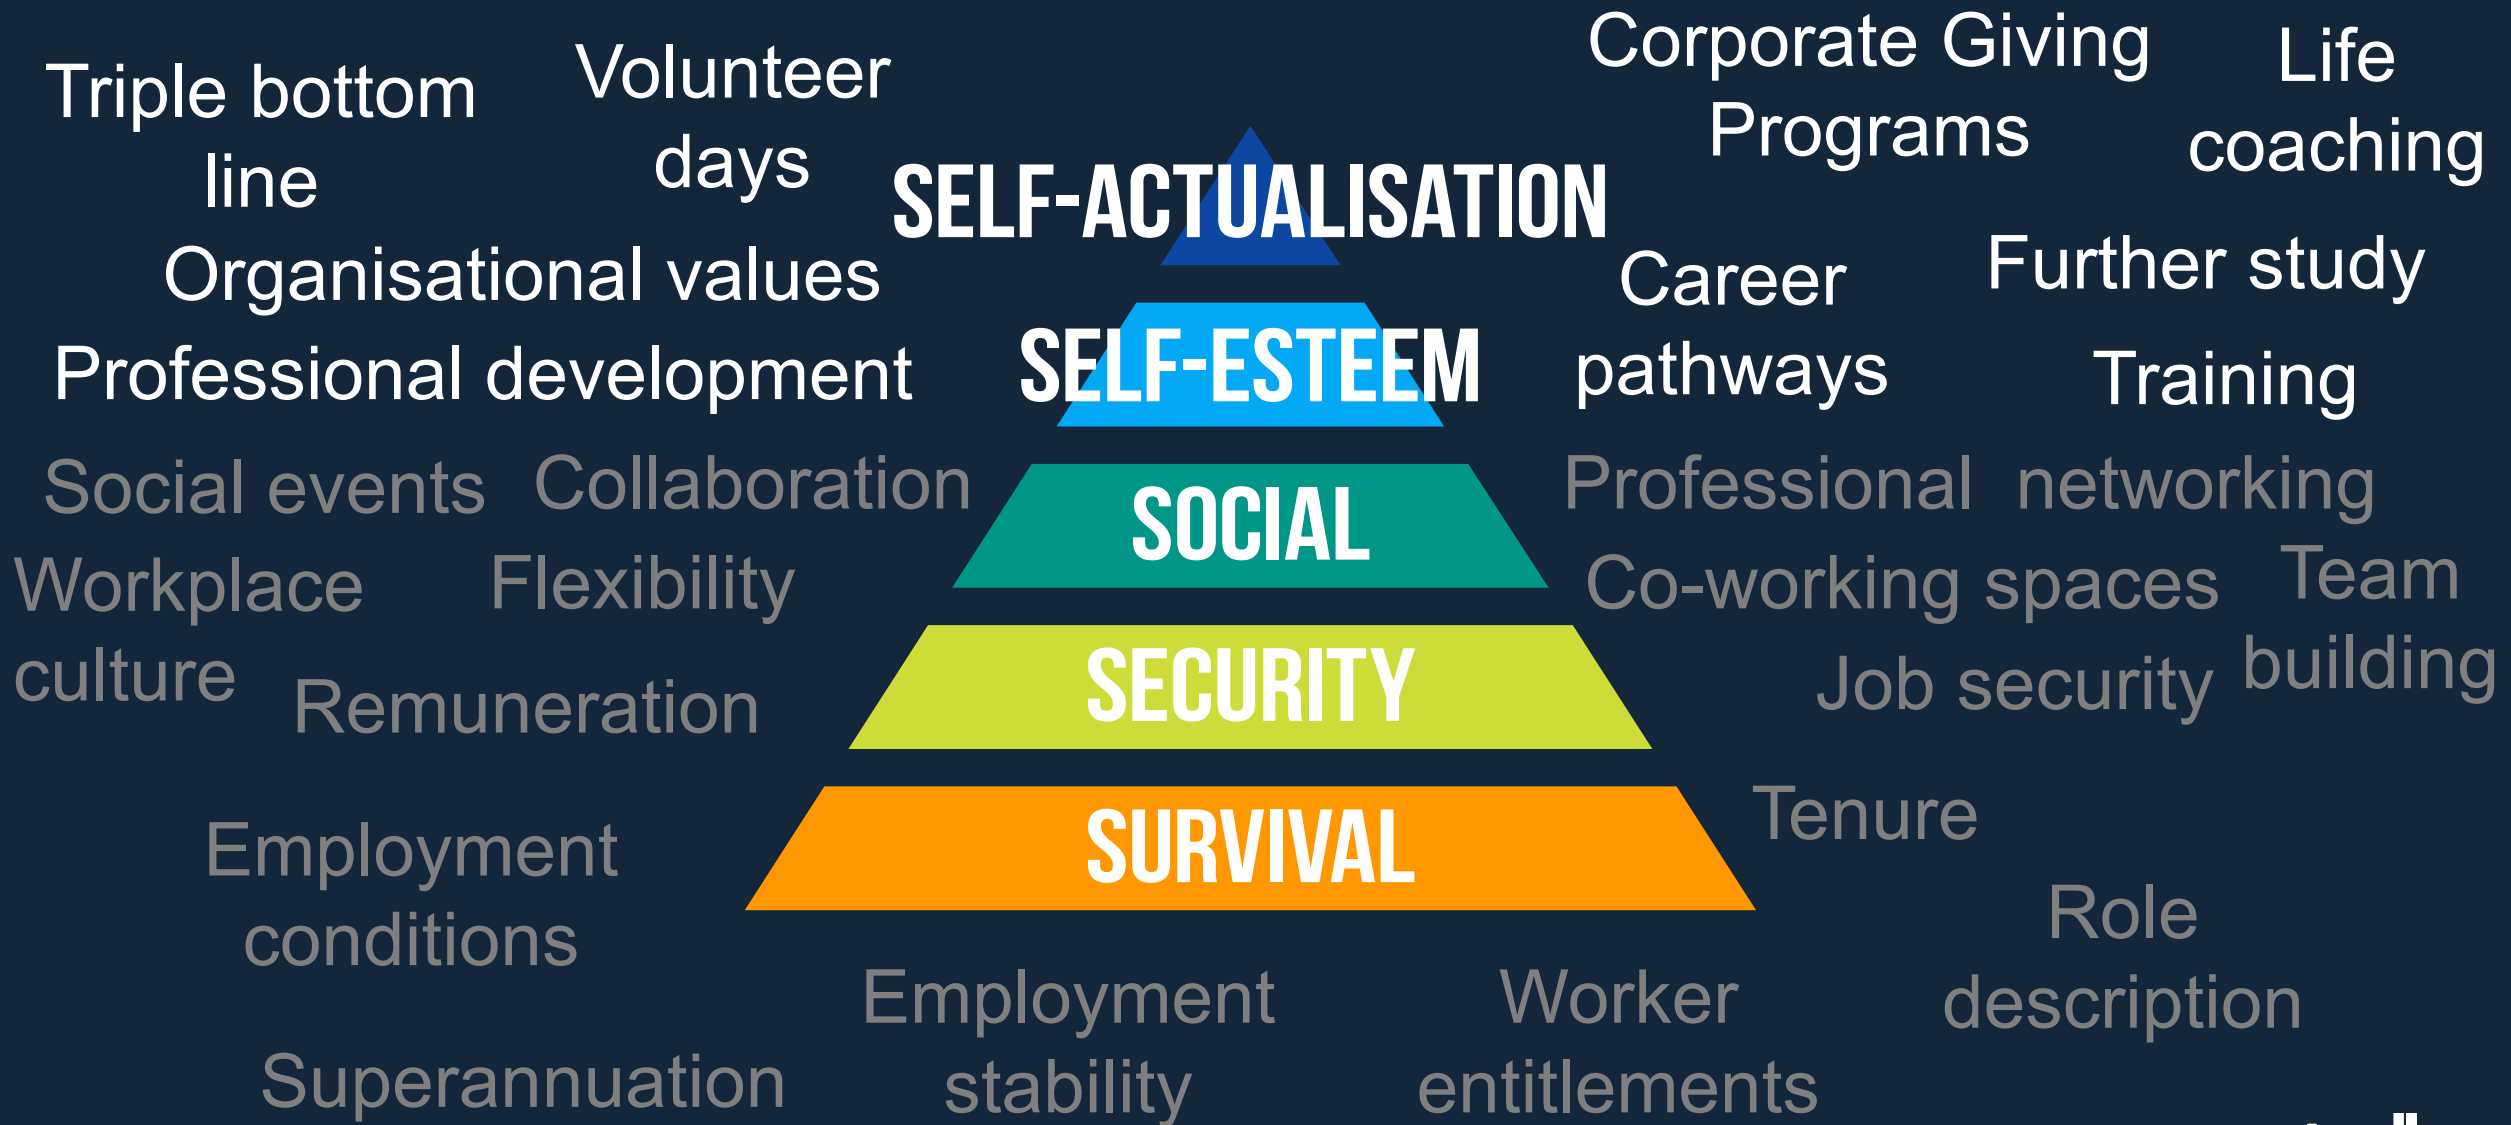 Triple bottom
line
Volunteer
days
Corporate Giving
Programs
Life
coaching
SELF-ACTUALISATION
Organisational values
Career
pathways
Further study
Professional development
SELF-ESTEEM
Training
Social events
Collaboration
SOCIAL
Professional networking
Workplace
culture
Flexibility
Co-working spaces
Team
building
Remuneration
SECURITY
Job security
Employment
conditions
SURVIVAL
Tenure
Role
description
Superannuation
Employment
stability
Worker
entitlements